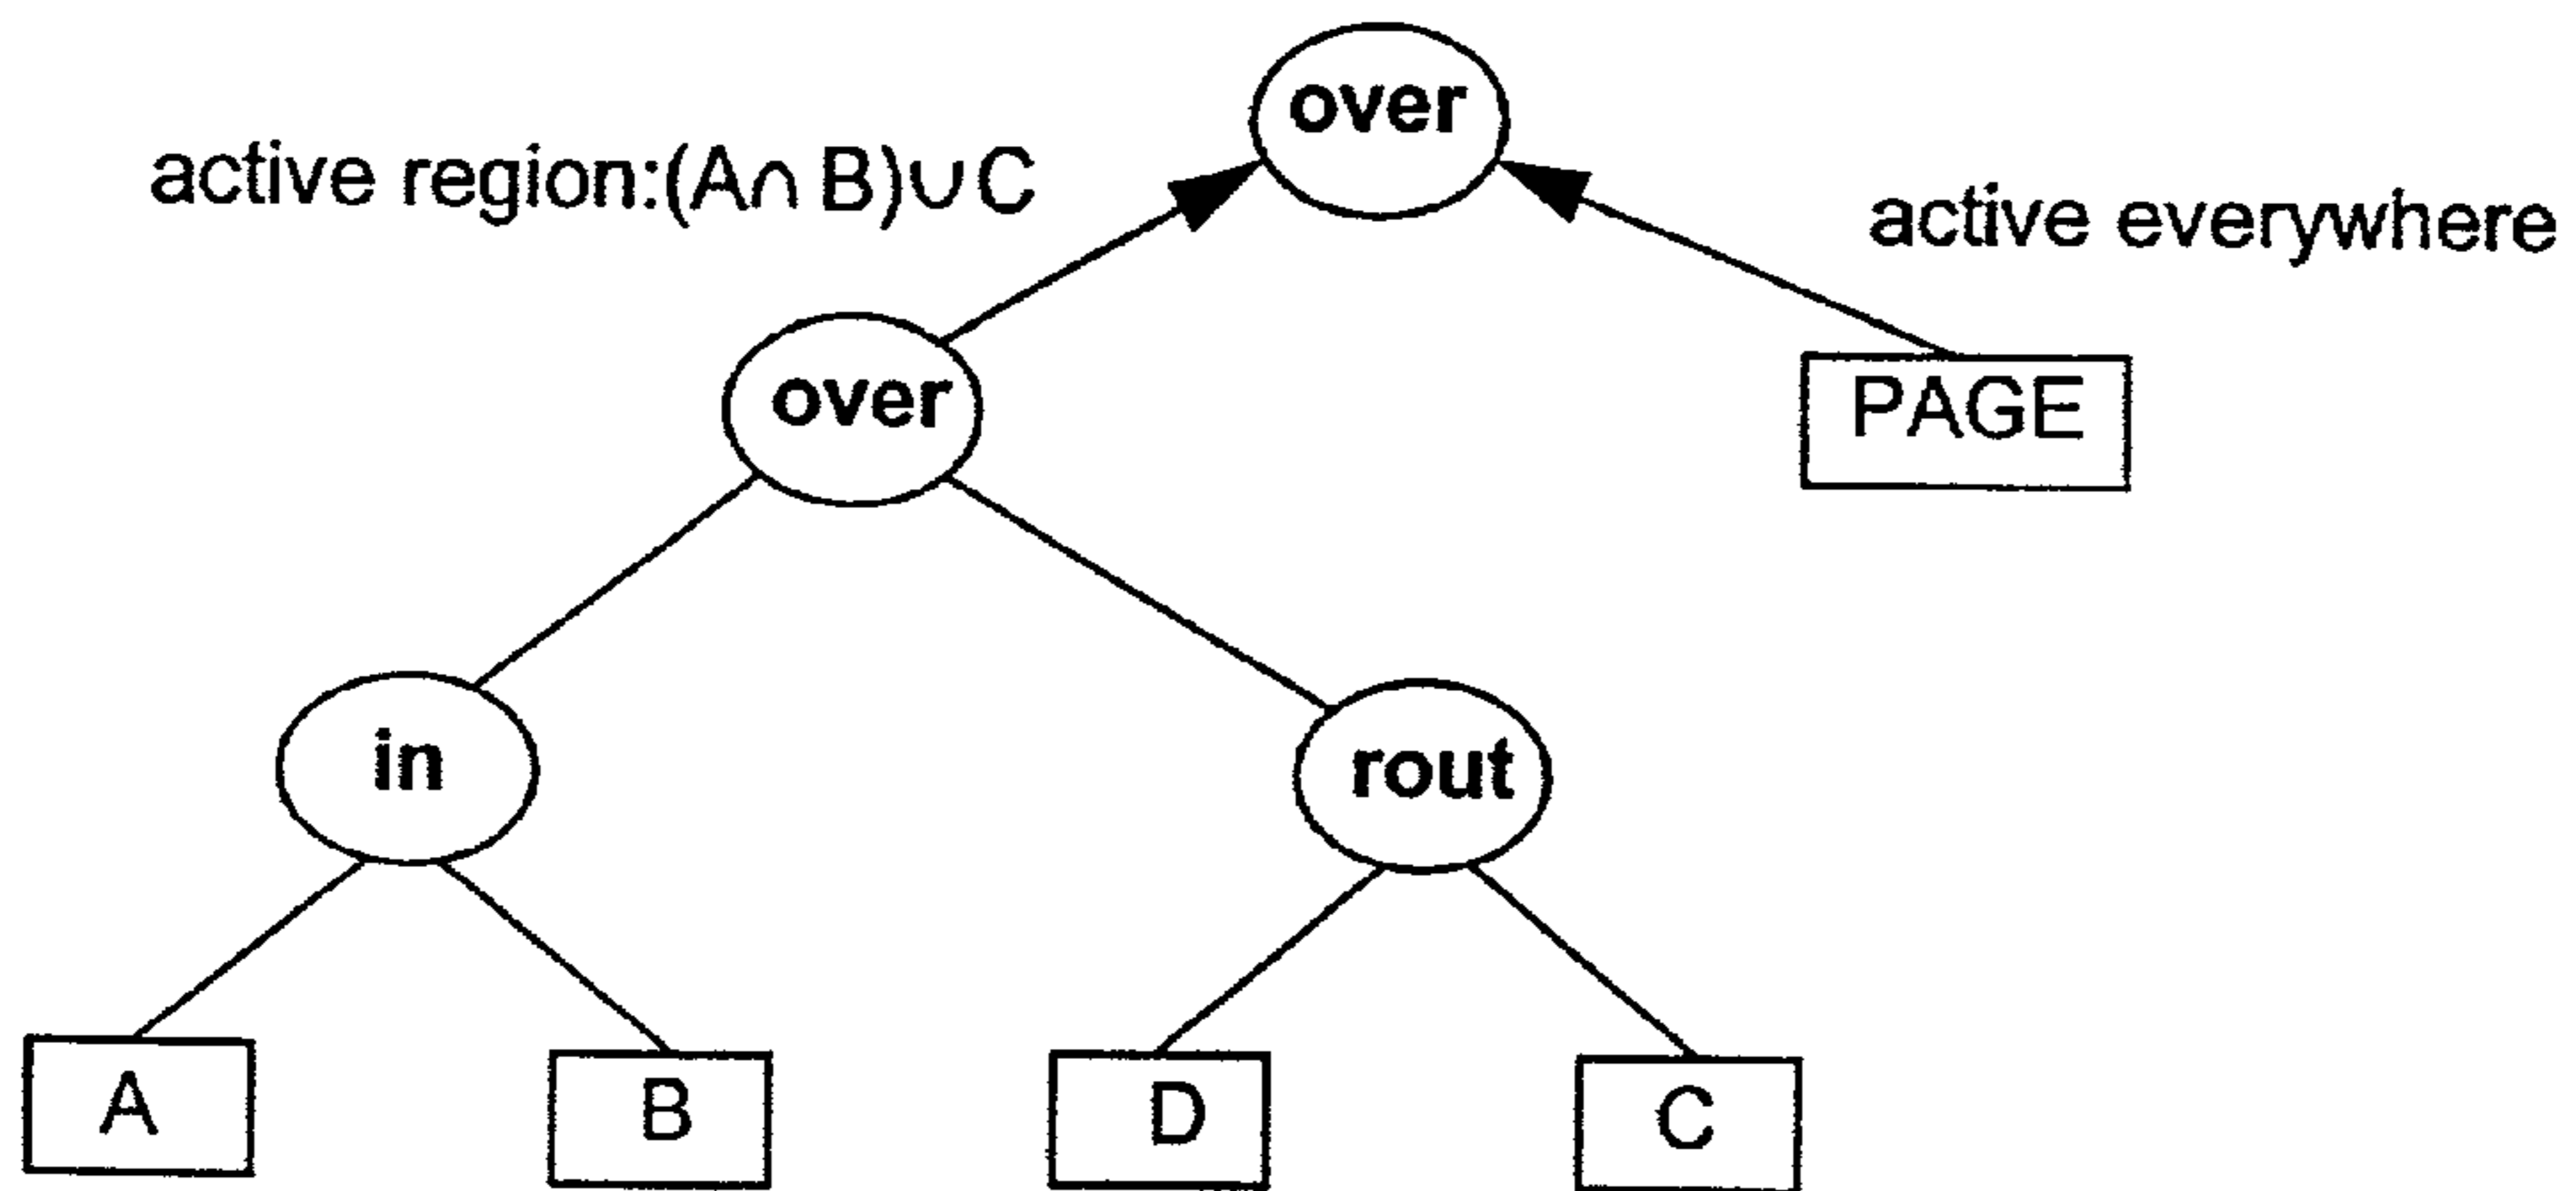 over
active region:(A∩ B)∪C
active everywhere
over
PAGE
in
rout
A
B
D
C